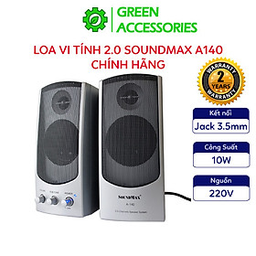 GREEN
ACCESSORIES
LOA VI TÍNH 2.0 SOUNDMAX A140
CHÍNH HÃNG
WARRANTY
2
YEARS
WARRANTY
Kết nối
Jack 3.5mm
Công Suất
10W
Nguồn
220V
SOUNDMAX